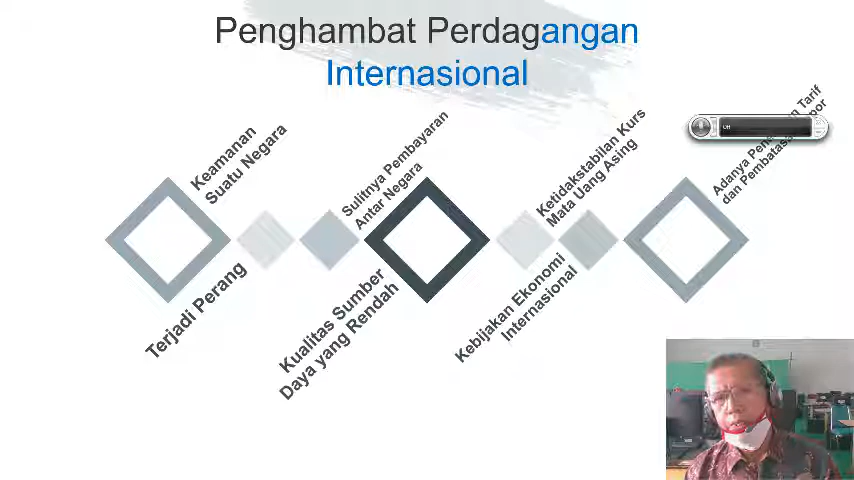 Penghambat Perdagangan
Internasional
Keamanan
Suatu Negara
Terjadi Perang
Sulitnya Pembayaran
Antar Negara
Kualitas Sumber
Daya yang Rendah
Ketidakstabilan Kurs
Mata Uang Asing
Kebijakan Ekonomi
Internasional
Adanya Tarif
dan